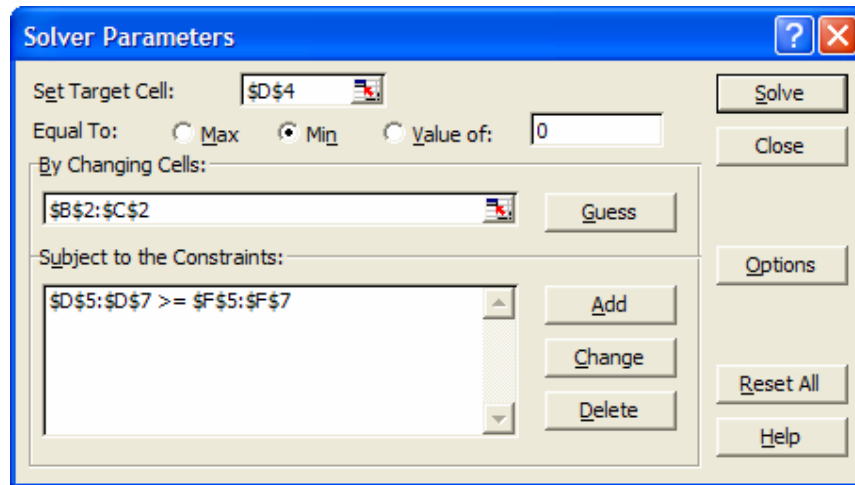 Solver Parameters
?
Set Target Cell: $D$4 Solve
Equal To: Max Min Value of: 0
Close
By Changing Cells:
$B$2:$C$2 Guess
Subject to the Constraints: Options
$D$5:$D$7 >= $F$5:$F$7 Add
Change
Reset All
Delete
Help